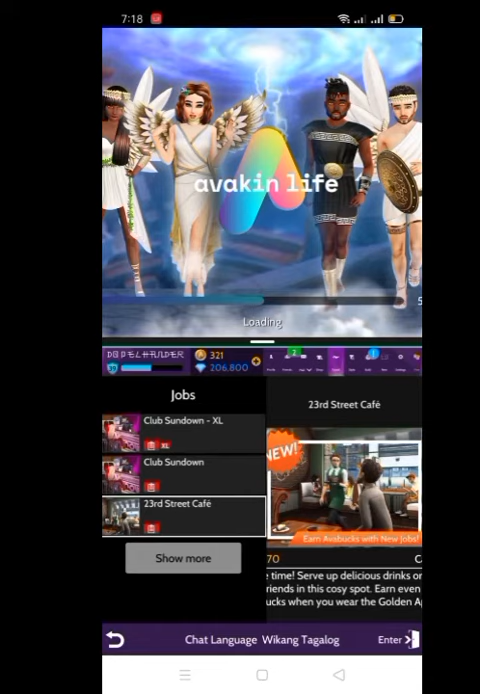 7:18
avakin life
Loading
321
206,800
Jobs
23rd Street Café
Club Sundown - XL
XL
Club Sundown
23rd Street Café
Show more
NEW!
Earn Avabucks with New Jobs!
70
time! Serve up delicious drinks or
riends in this cosy spot. Earn even
ucks when you wear the Golden A
Chat Language Wikang Tagalog
Enter